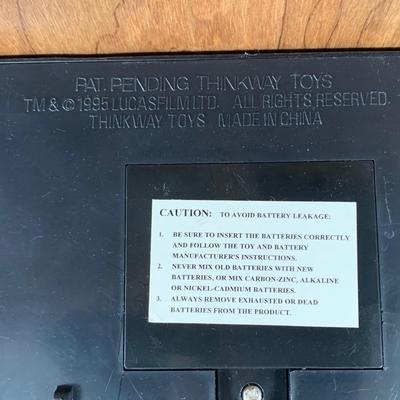 PAT. PENDING THINKWAY TOYS
TM & © 1995 LUCASFILM LTD. ALL RIGHTS RESERVED.
THINKWAY TOYS MADE IN CHINA
CAUTION: TO AVOID BATTERY LEAKAGE:
1. BE SURE TO INSERT THE BATTERIES CORRECTLY
AND FOLLOW THE TOY AND BATTERY
MANUFACTURER'S INSTRUCTIONS.
2. NEVER MIX OLD BATTERIES WITH NEW
BATTERIES, OR MIX CARBON-ZINC, ALKALINE
OR NICKEL-CADMIUM BATTERIES.
3. ALWAYS REMOVE EXHAUSTED OR DEAD
BATTERIES FROM THE PRODUCT.